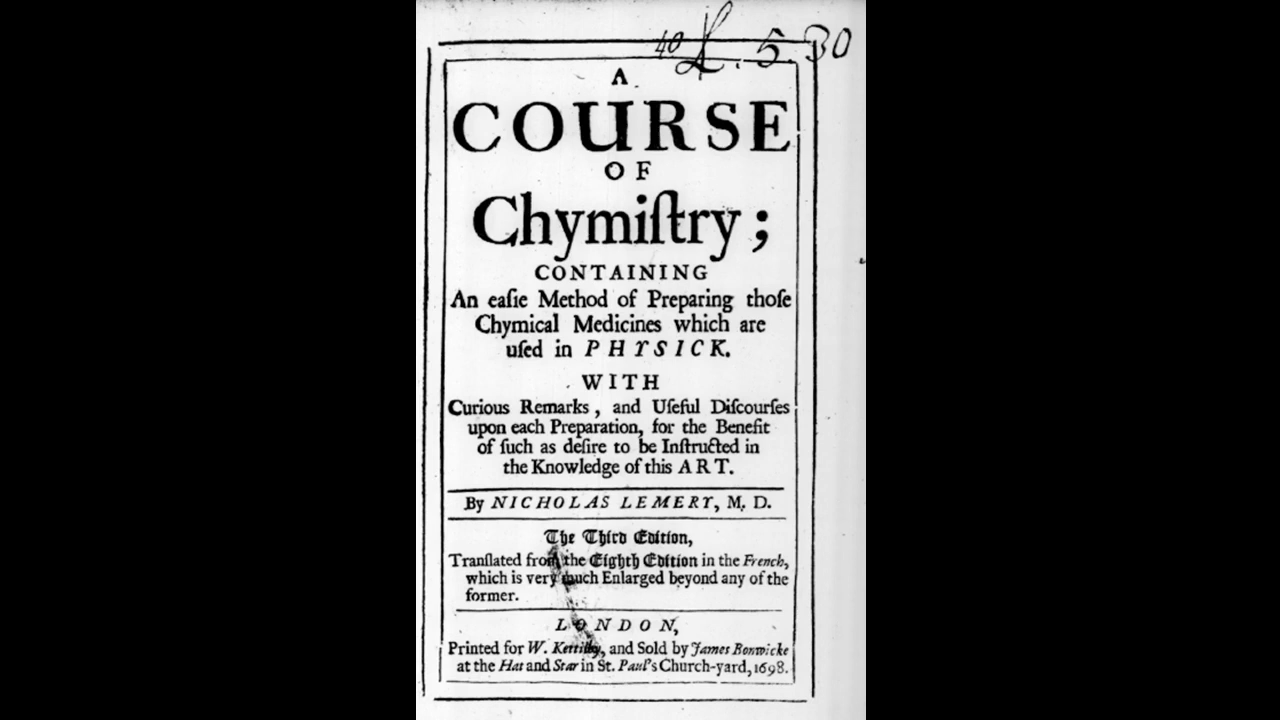 40 £. 5. 30
A
COURSE
OF
Chymiſtry;
CONTAINING
An eaſie Method of Preparing thoſe
Chymical Medicines which are
uſed in PHYSICK.
WITH
Curious Remarks, and Uſeful Diſcourſes
upon each Preparation, for the Benefit
of ſuch as deſire to be Inſtructed in
the Knowledge of this ART.
By NICHOLAS LEMERY, M. D.
The Third Edition,
Tranſlated from the Eighth Edition in the French,
which is very much Enlarged beyond any of the
former.
LONDON,
Printed for W. Kettilby, and Sold by James Bonwicke
at the Hat and Star in St. Paul's Church-yard, 1698.